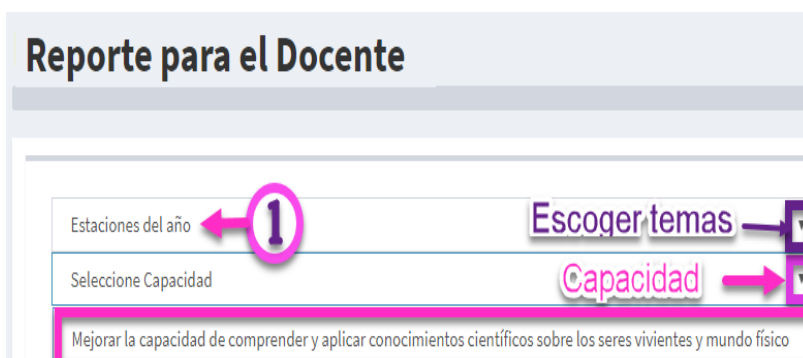 Reporte para el Docente
Estaciones del año 1 Escoger temas
Seleccione Capacidad Capacidad
Mejorar la capacidad de comprender y aplicar conocimientos científicos sobre los seres vivientes y mundo físico